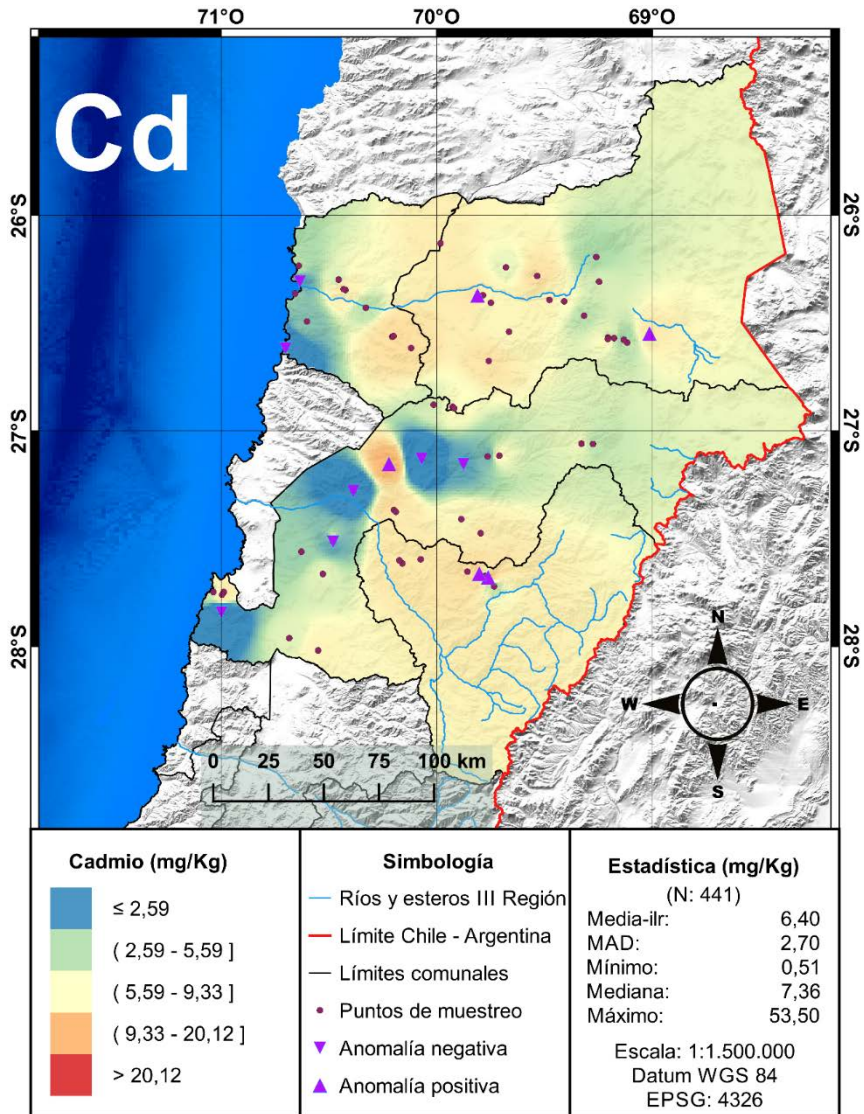 71°O 70°O 69°O
Cd
26°S 26°S
27°S 27°S
28°S 28°S
N
W E
S
0 25 50 75 100 km
Cadmio (mg/Kg)
≤ 2,59
( 2,59 - 5,59 ]
( 5,59 - 9,33 ]
( 9,33 - 20,12 ]
> 20,12
Simbología
Ríos y esteros III Región
Límite Chile - Argentina
Límites comunales
Puntos de muestreo
Anomalía negativa
Anomalía positiva
Estadística (mg/Kg)
(N: 441)
Media-ilr: 6,40
MAD: 2,70
Mínimo: 0,51
Mediana: 7,36
Máximo: 53,50
Escala: 1:1.500.000
Datum WGS 84
EPSG: 4326